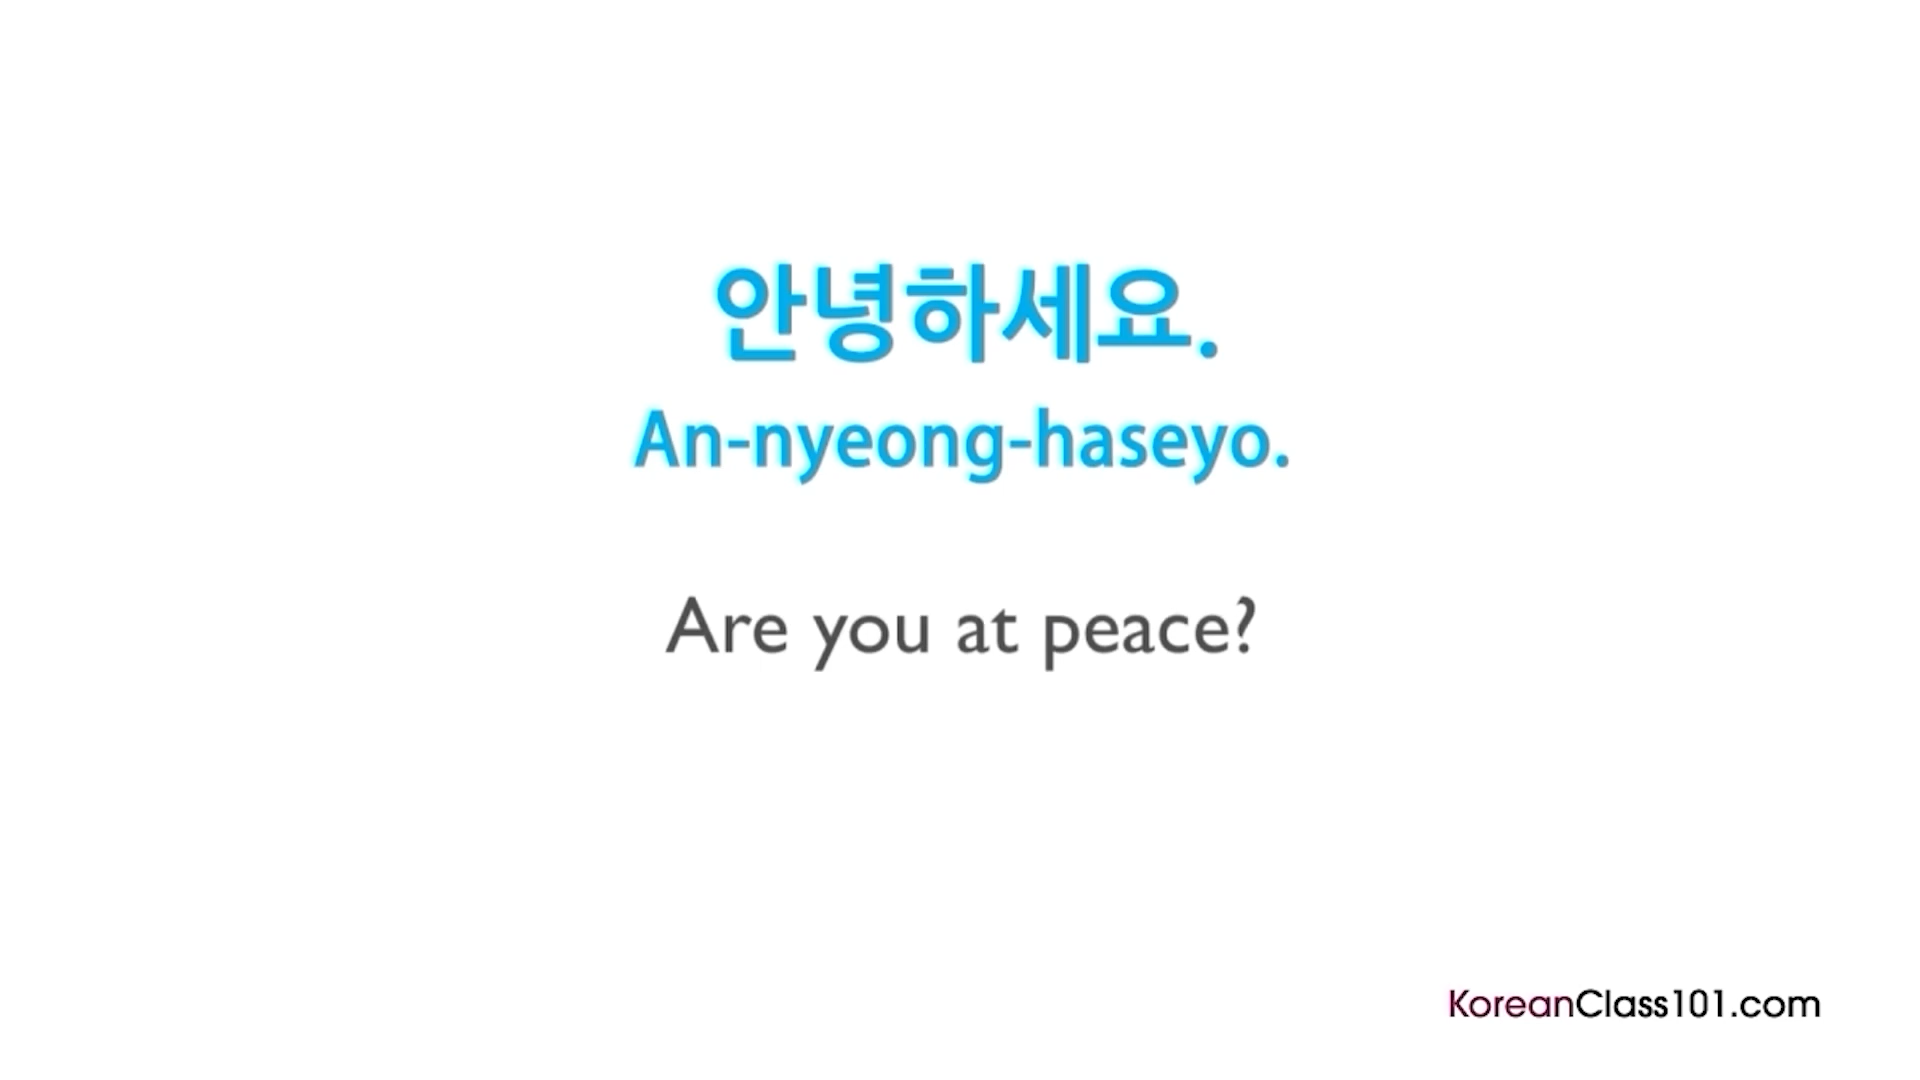 안녕하세요.
An-nyeong-haseyo.
Are you at peace?
KoreanClass101.com